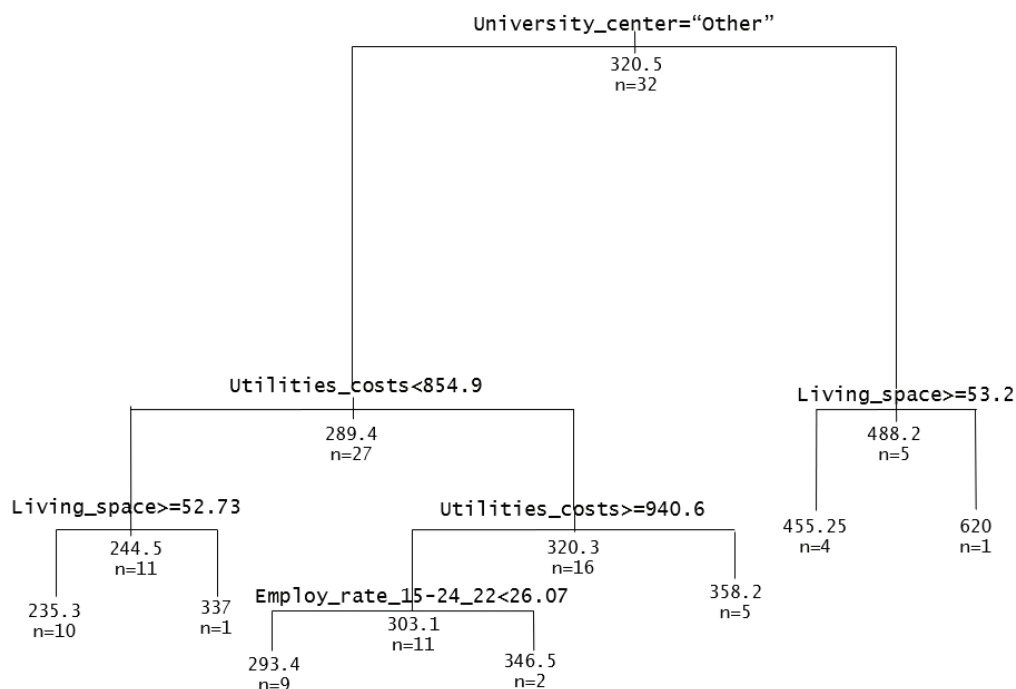 University_center=“Other”
320.5
n=32
Utilities_costs<854.9
289.4
n=27
Living_space>=53.2
488.2
n=5
Living_space>=52.73
244.5
n=11
Utilities_costs>=940.6
320.3
n=16
455.25
n=4
620
n=1
235.3
n=10
337
n=1
Employ_rate_15-24_22<26.07
303.1
n=11
358.2
n=5
293.4
n=9
346.5
n=2